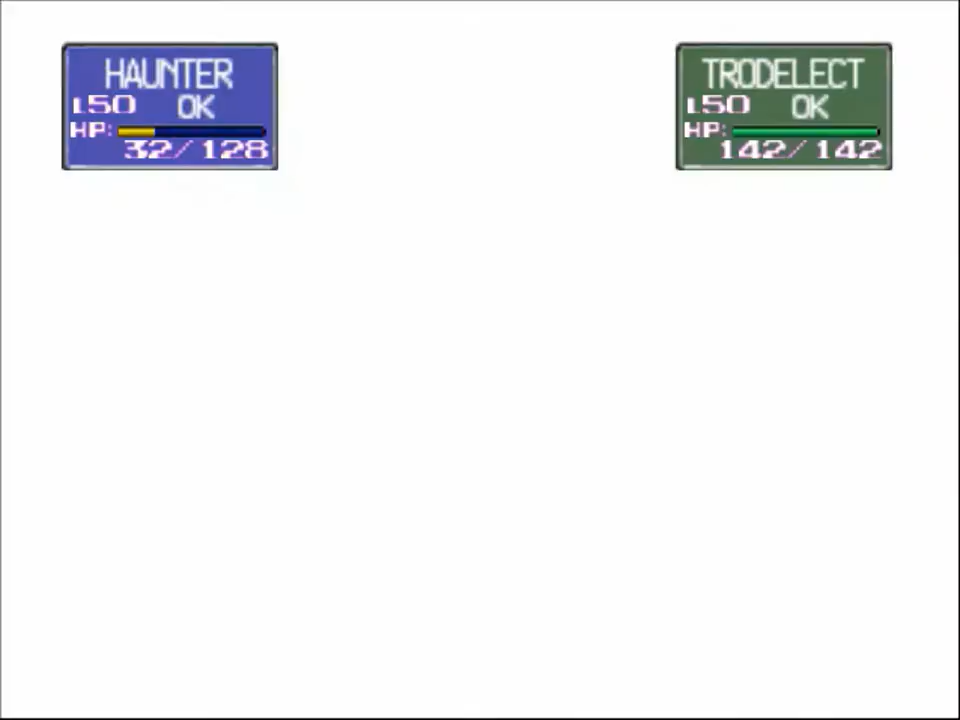 HAUNTER
L50 OK
HP:
32/128
TRODELECT
L50 OK
HP:
142/142